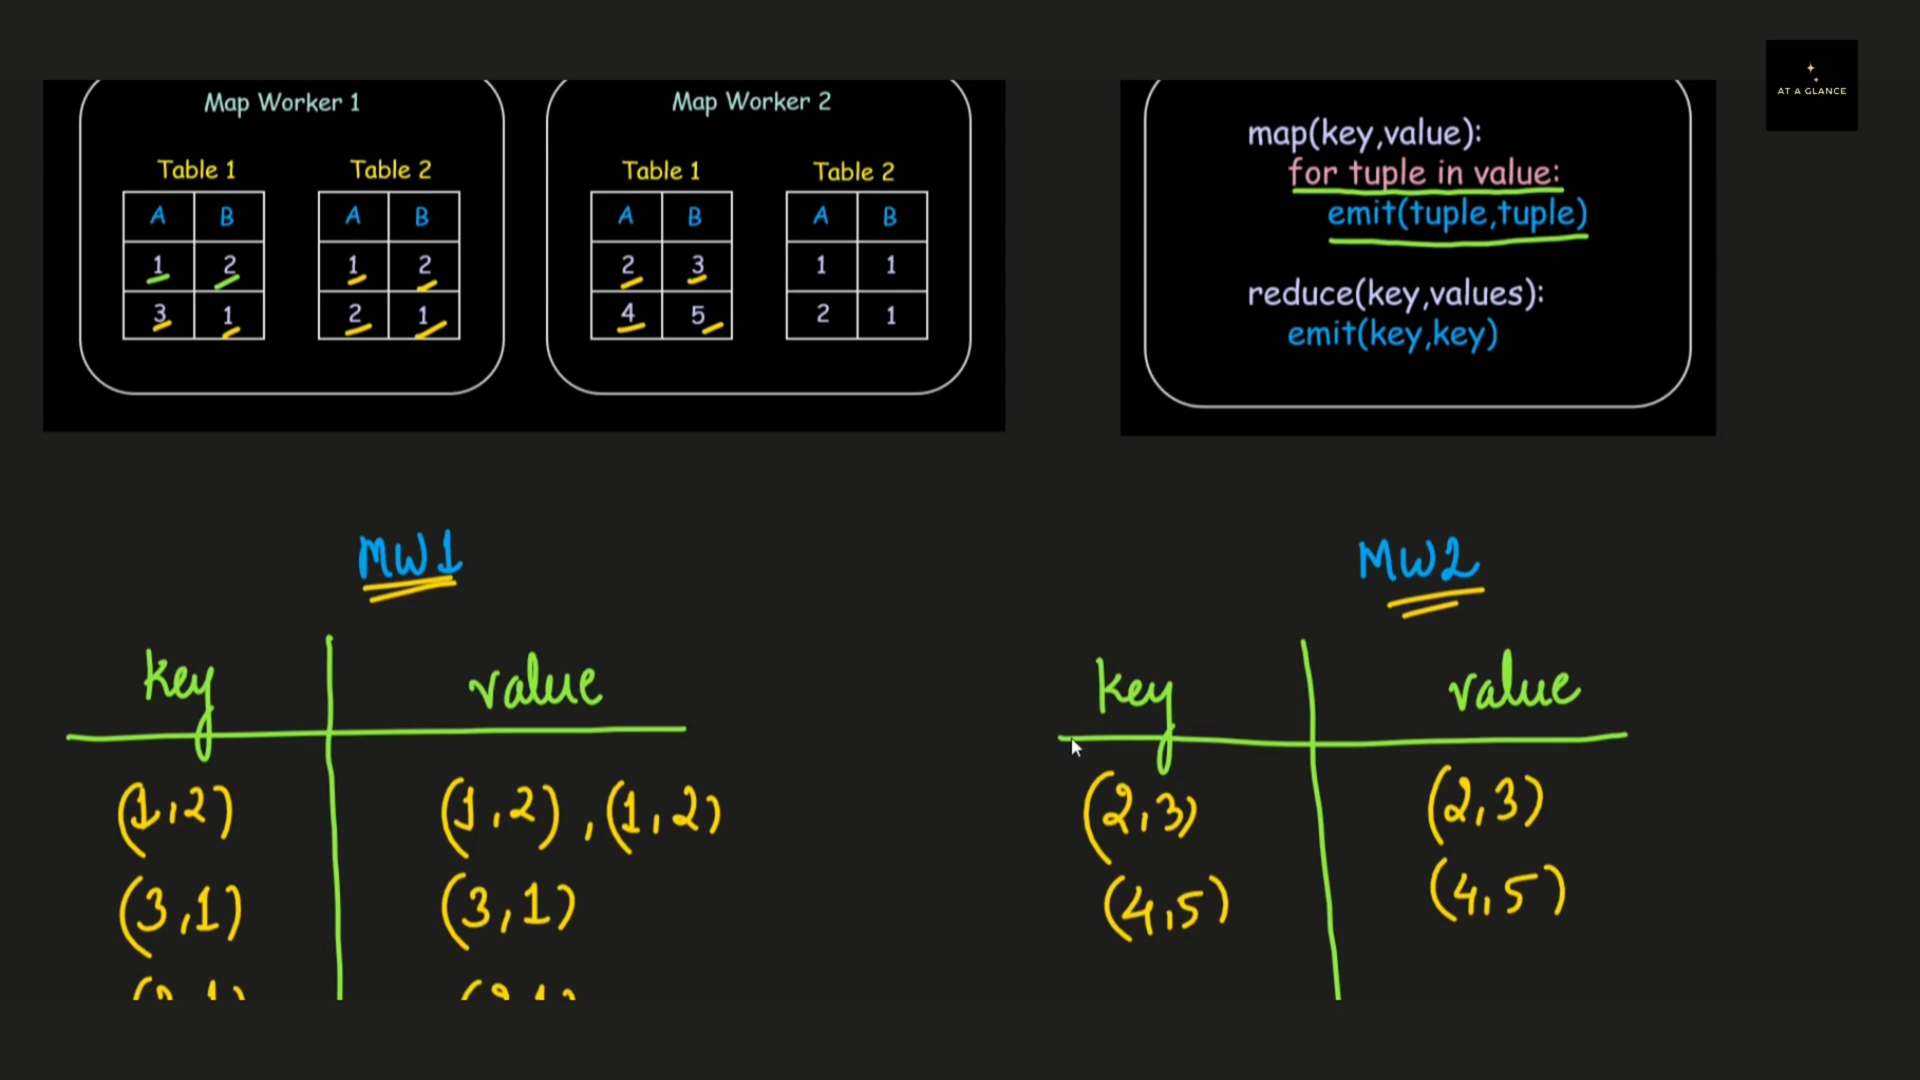 Map Worker 1
Table 1
A B
1 2
3 1
Table 2
A B
1 2
2 1
Map Worker 2
Table 1
A B
2 3
4 5
Table 2
A B
1 1
2 1
map(key,value):
for tuple in value:
emit(tuple,tuple)
reduce(key,values):
emit(key,key)
AT A GLANCE
MW1
key value
(1,2) (1,2) , (1,2)
(3,1) (3,1)
MW2
key value
(2,3) (2,3)
(4,5) (4,5)